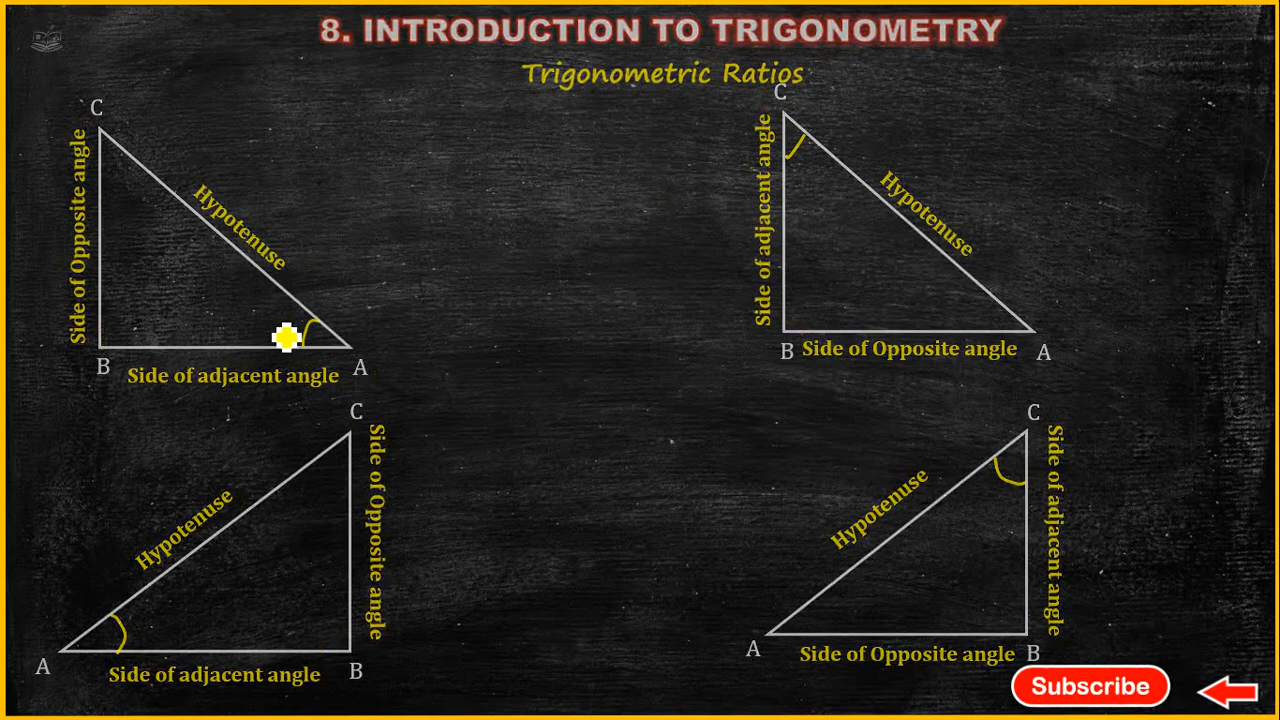 8. INTRODUCTION TO TRIGONOMETRY
Trigonometric Ratios
C
Side of Opposite angle
Hypotenuse
B
A
Side of adjacent angle
C
Side of adjacent angle
Hypotenuse
B
Side of Opposite angle
A
C
Hypotenuse
Side of Opposite angle
A
Side of adjacent angle
B
C
Hypotenuse
Side of adjacent angle
A
Side of Opposite angle
B
Subscribe